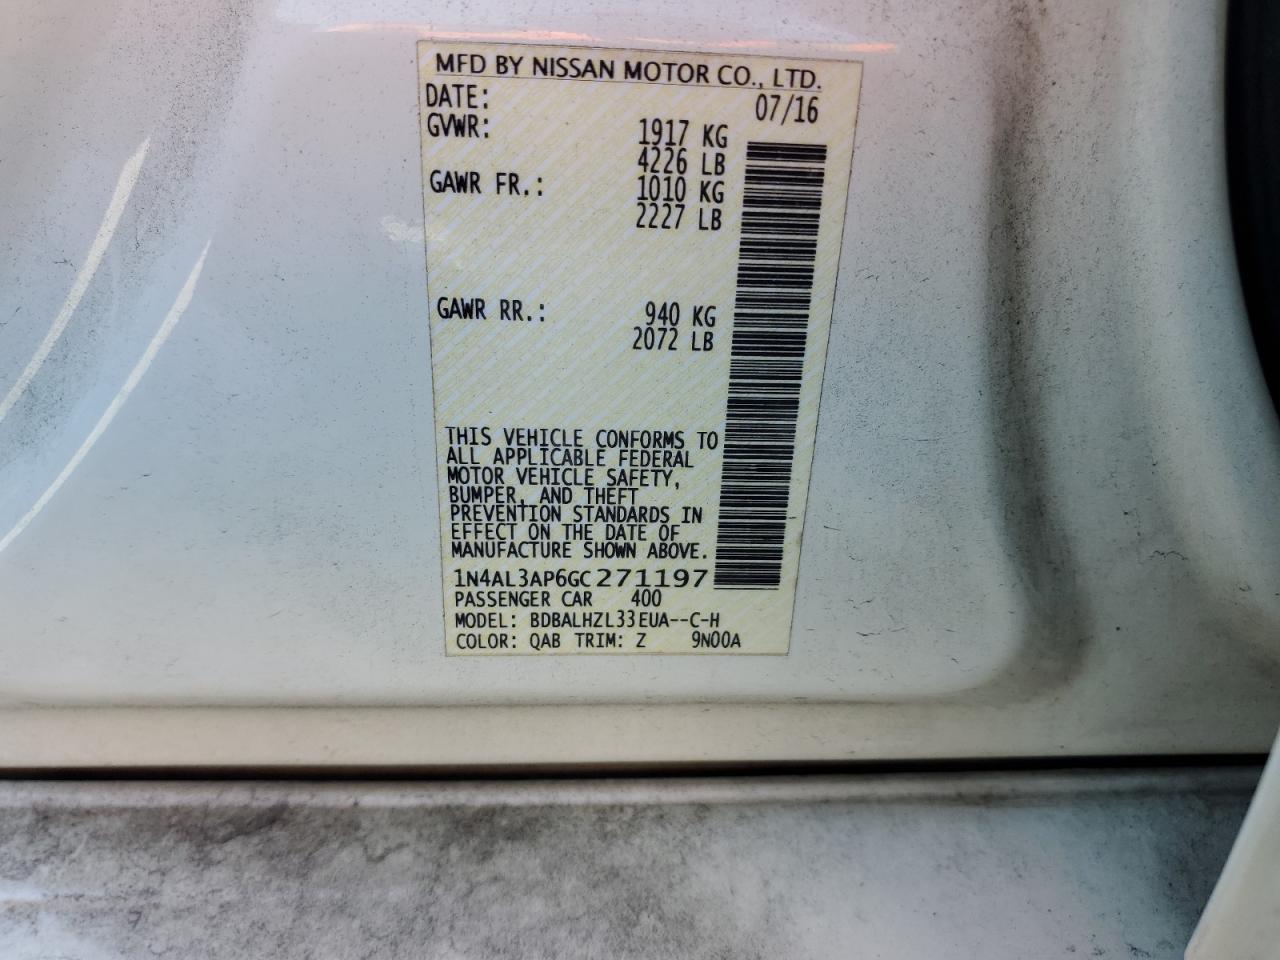 MFD BY NISSAN MOTOR CO., LTD.
DATE: 07/16
GVWR: 1917 KG
4226 LB
GAWR FR.: 1010 KG
2227 LB
GAWR RR.: 940 KG
2072 LB
THIS VEHICLE CONFORMS TO
ALL APPLICABLE FEDERAL
MOTOR VEHICLE SAFETY,
BUMPER, AND THEFT
PREVENTION STANDARDS IN
EFFECT ON THE DATE OF
MANUFACTURE SHOWN ABOVE.
1N4AL3AP6GC271197
PASSENGER CAR 400
MODEL: BDBALHZL33EUA--C-H
COLOR: QAB TRIM: Z 9N00A